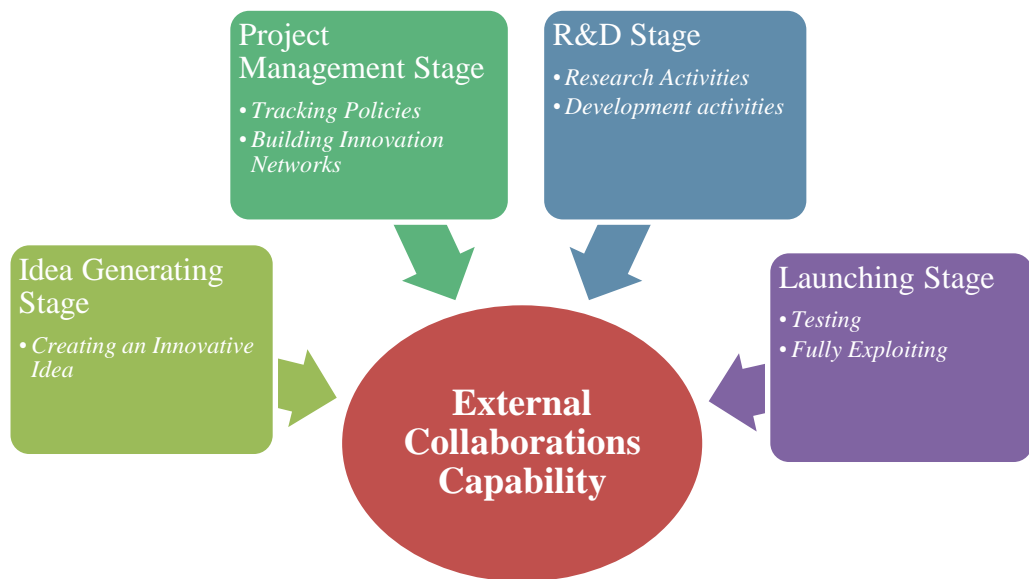 Project
Management Stage
• Tracking Policies
• Building Innovation
Networks
R&D Stage
• Research Activities
• Development activities
Idea Generating
Stage
• Creating an Innovative
Idea
Launching Stage
• Testing
• Fully Exploiting
External
Collaborations
Capability